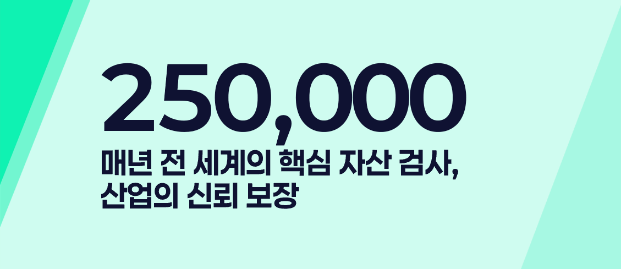 250,000
매년 전 세계의 핵심 자산 검사,
산업의 신뢰 보장